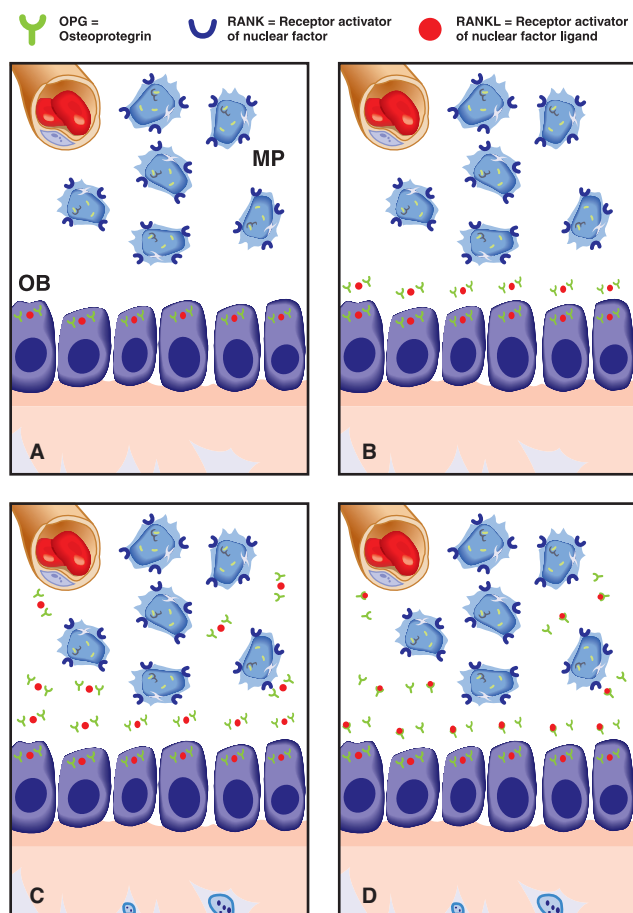 OPG =
Osteoprotegrin
RANK = Receptor activator
of nuclear factor
RANKL = Receptor activator
of nuclear factor ligand
MP
OB
A
B
C
D